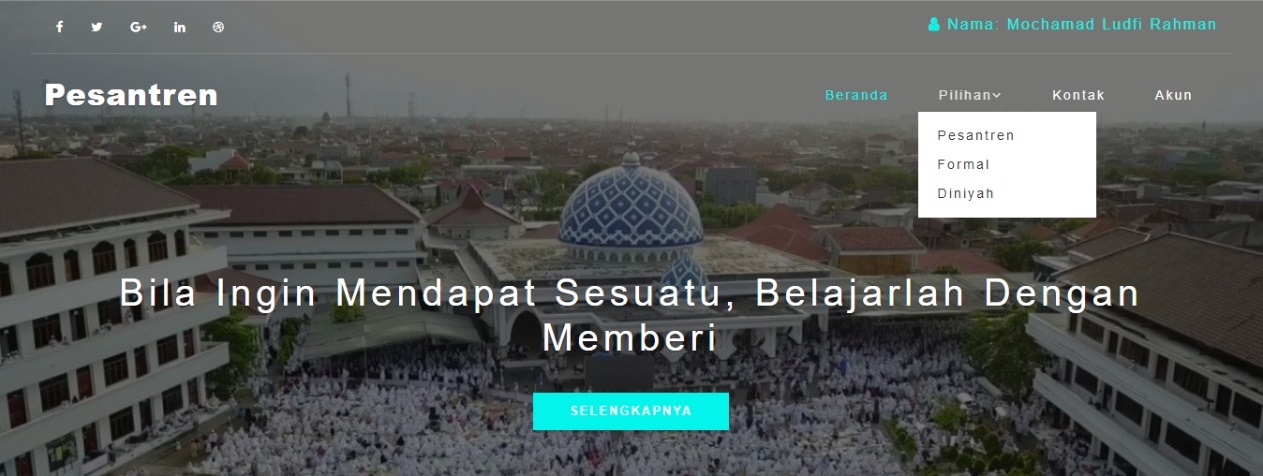 Nama: Mochamad Ludfi Rahman
Pesantren
Beranda Pilihan Kontak Akun
Pesantren
Formal
Diniyah
Bila Ingin Mendapat Sesuatu, Belajarlah Dengan
Memberi
SELENGKAPNYA